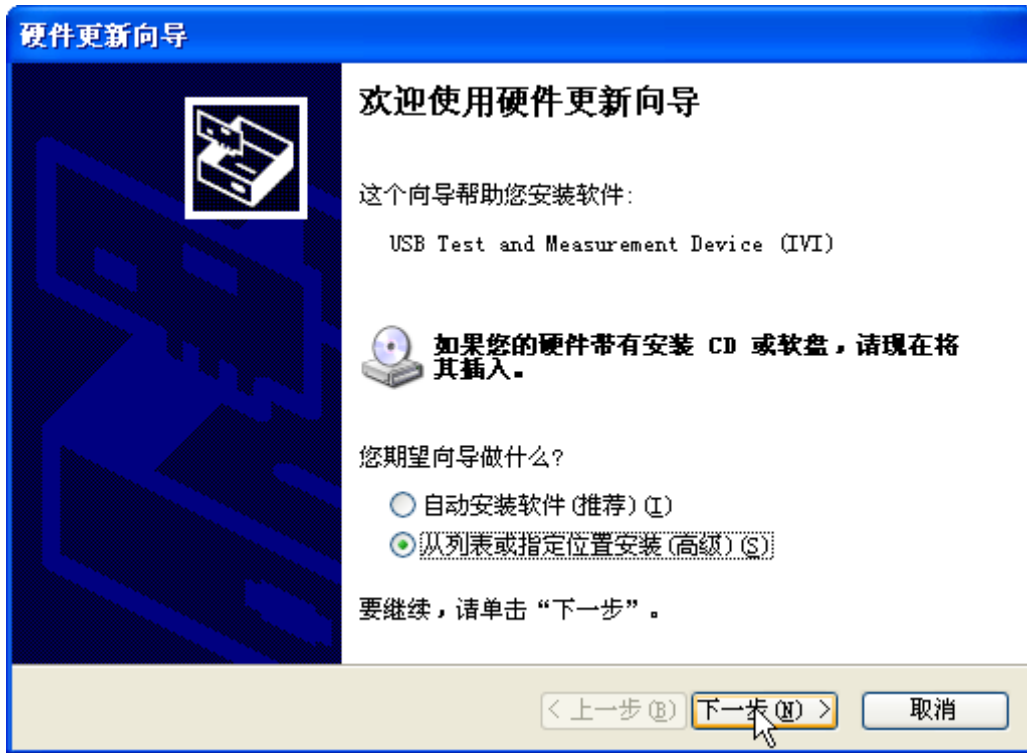 硬件更新向导
欢迎使用硬件更新向导
这个向导帮助您安装软件:
USB Test and Measurement Device (IVI)
如果您的硬件带有安装 CD 或软盘，请现在将
其插入。
您期望向导做什么?
自动安装软件(推荐)(I)
从列表或指定位置安装(高级)(S)
要继续，请单击“下一步”。
< 上一步(B) 下一步(N) > 取消